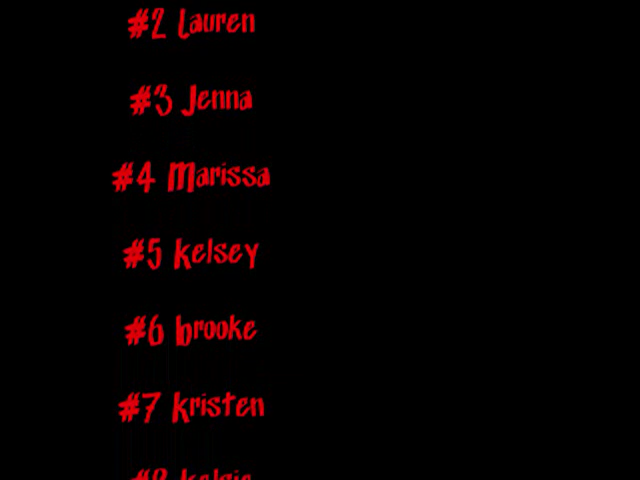 #2 Lauren
#3 Jenna
#4 Marissa
#5 Kelsey
#6 brooke
#7 Kristen